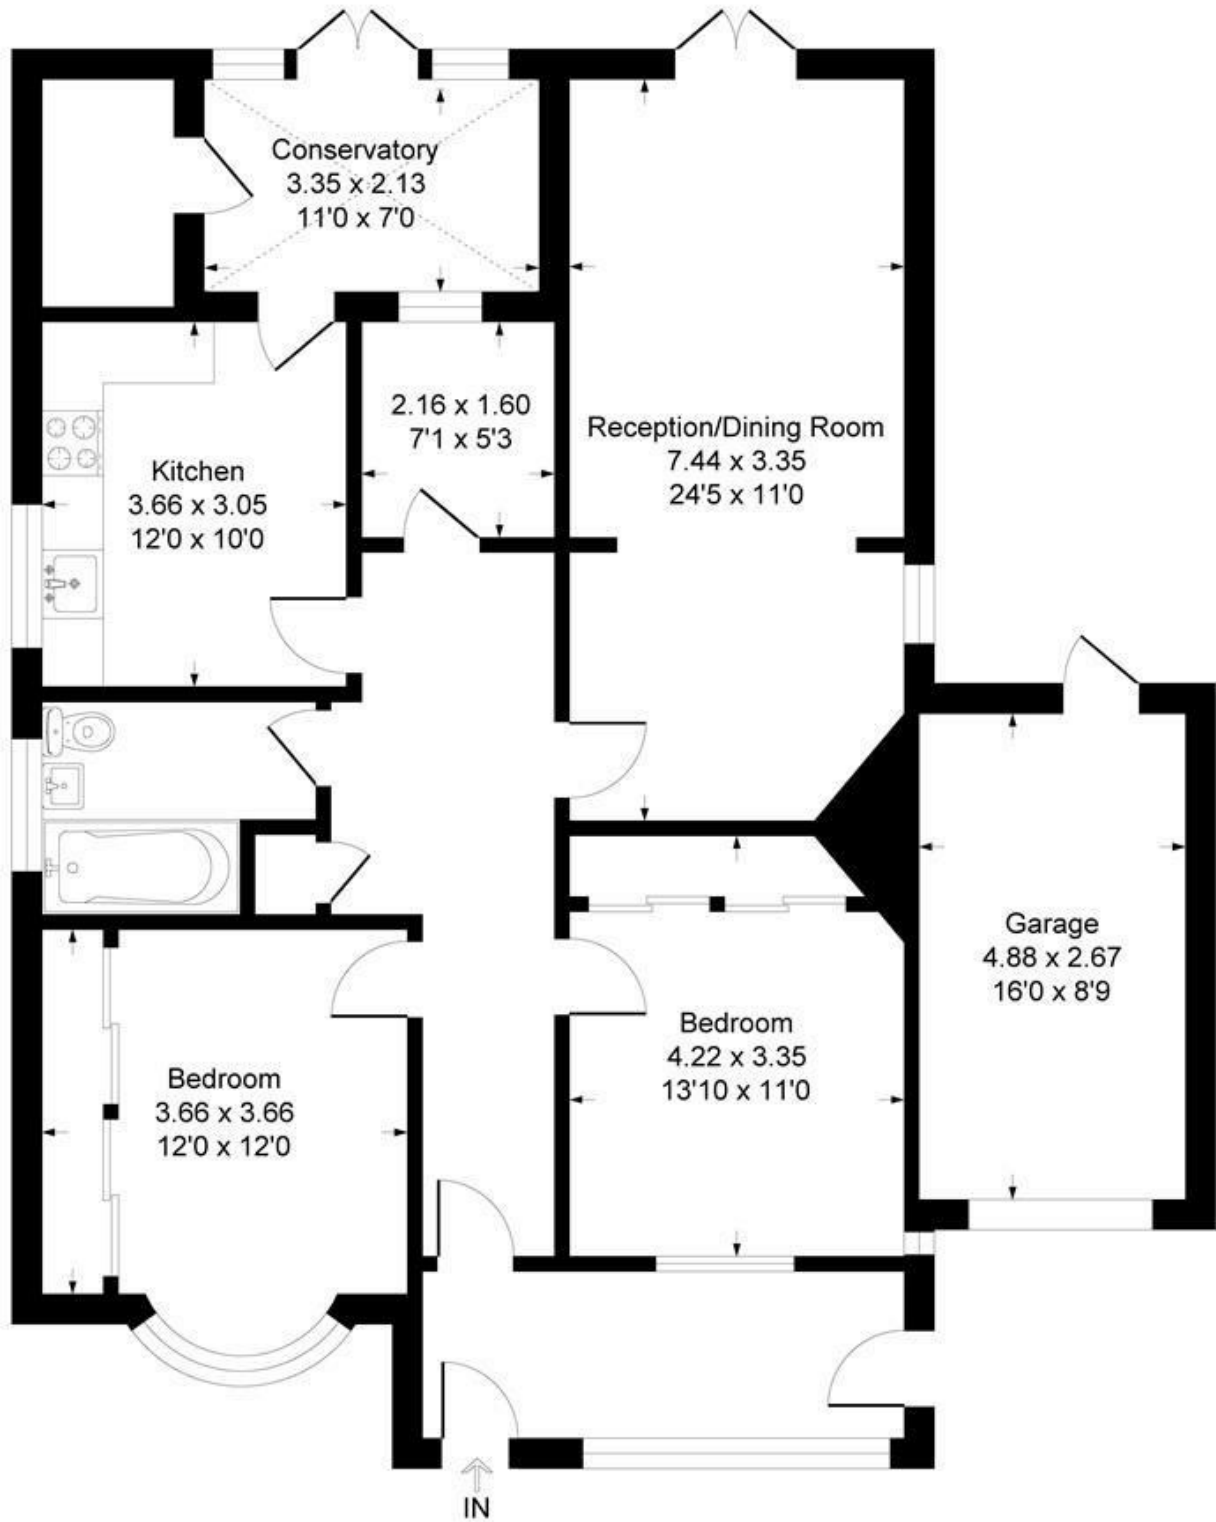 Conservatory
3.35 x 2.13
11'0 x 7'0
2.16 x 1.60
7'1 x 5'3
Reception/Dining Room
7.44 x 3.35
24'5 x 11'0
Kitchen
3.66 x 3.05
12'0 x 10'0
Garage
4.88 x 2.67
16'0 x 8'9
Bedroom
4.22 x 3.35
13'10 x 11'0
Bedroom
3.66 x 3.66
12'0 x 12'0
IN